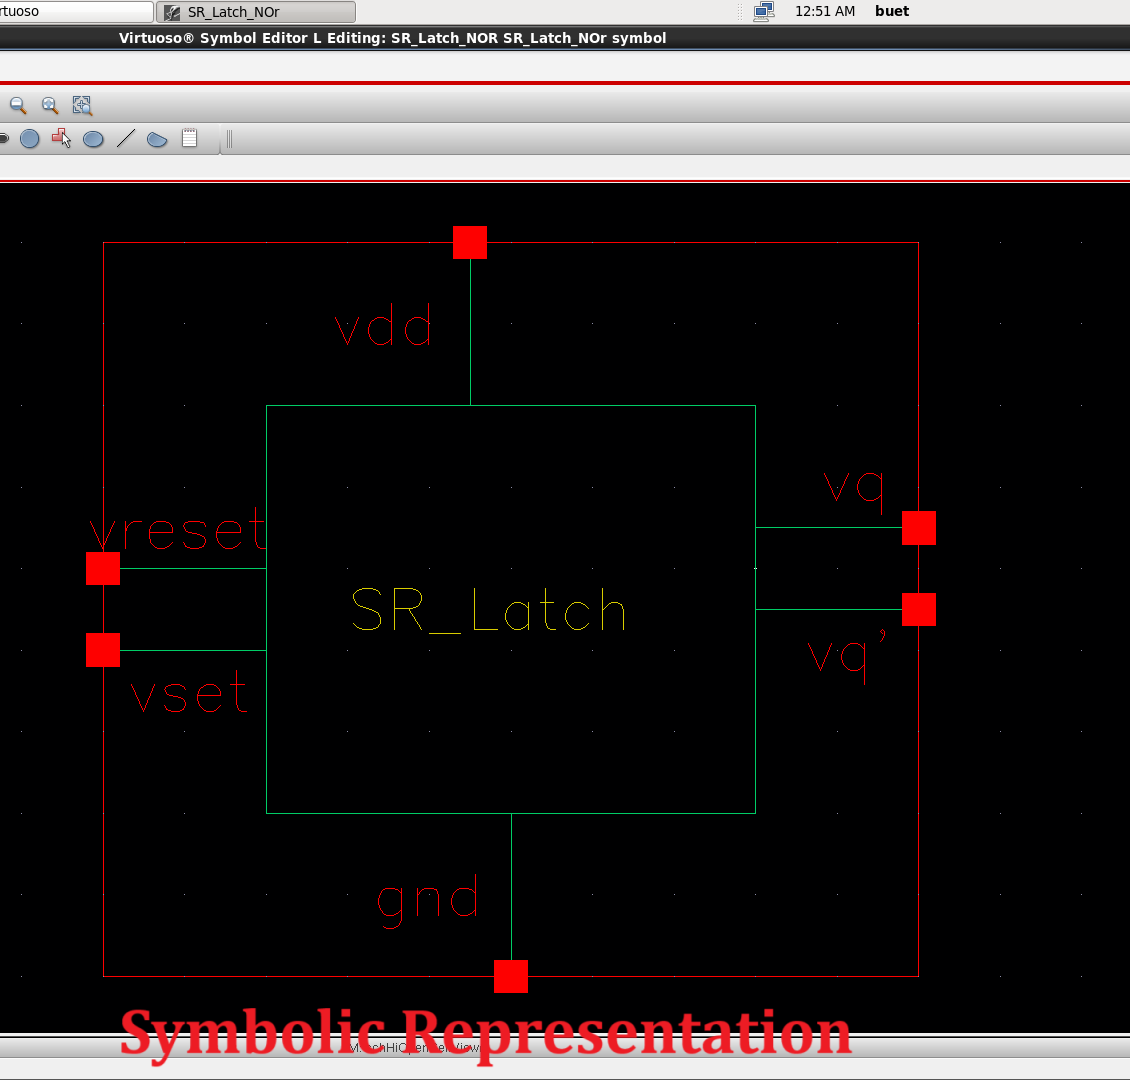 rtuoso SR_Latch_NOr 12:51 AM buet
Virtuoso® Symbol Editor L Editing: SR_Latch_NOR SR_Latch_NOr symbol
vdd
vq
vreset
SR_Latch
vq'
vset
gnd
Symbolic Representation